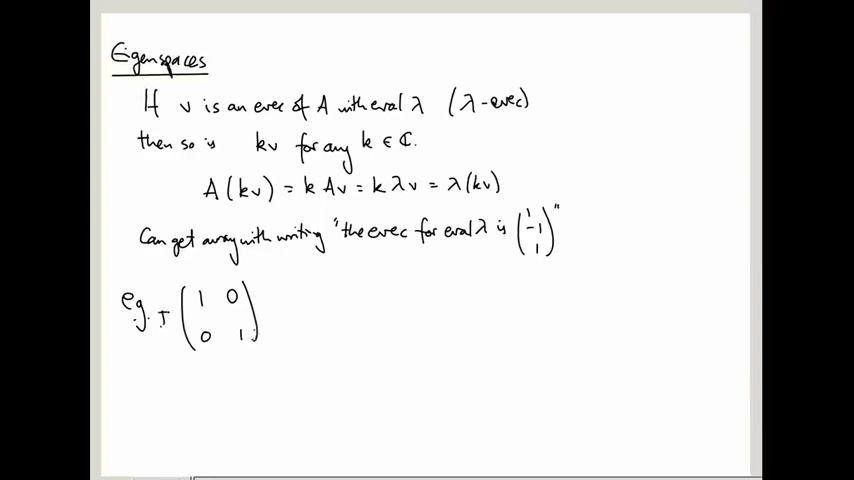 Eigenspaces
If v is an evec of A with eval λ (λ-evec)
then so is kv for any k ∈ ℂ.
A(kv) = k Av = k λ v = λ(kv)
Can get away with writing "the evec for eval λ is (1 -1 1)"
e.g. I (1 0
0 1)